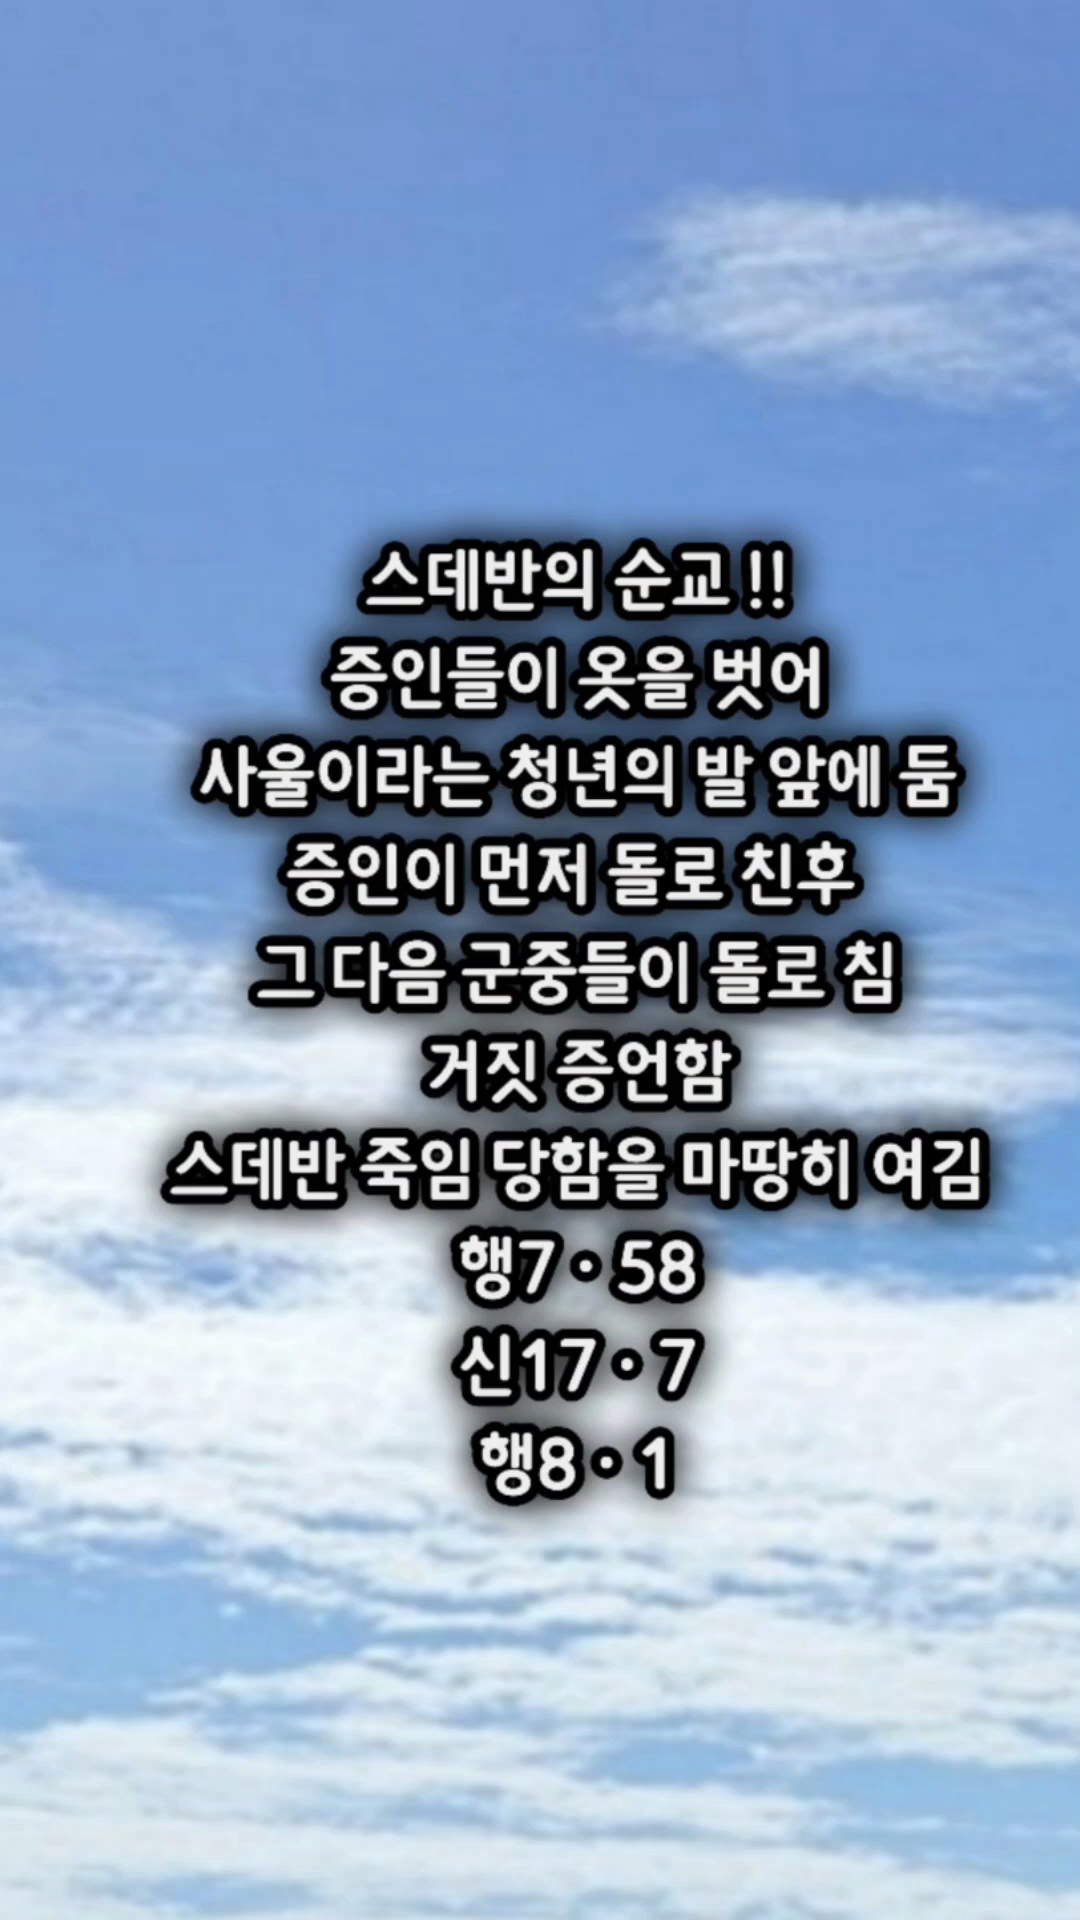 스데반의 순교 !!
증인들이 옷을 벗어
사울이라는 청년의 발 앞에 둠
증인이 먼저 돌로 친후
그 다음 군중들이 돌로 침
거짓 증언함
스데반 죽임 당함을 마땅히 여김
행7 • 58
신17 • 7
행8 • 1